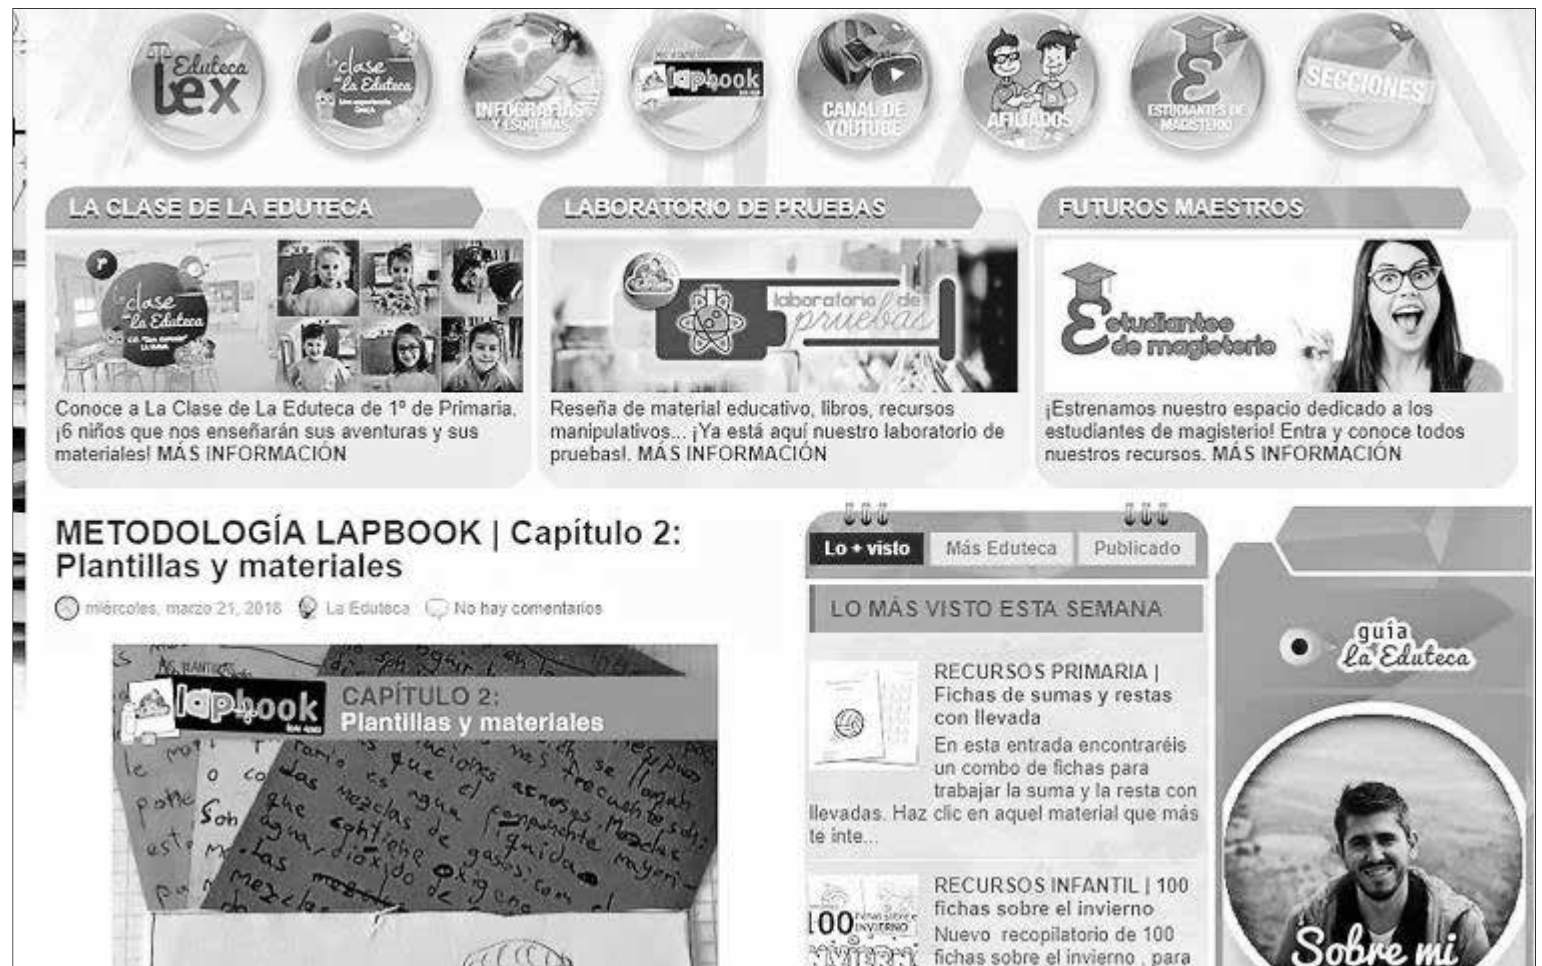 Eduteca
Lex
la clase
de la Eduteca
Una experiencia
ÚNICA
INFOGRAFÍAS
Y ESQUEMAS
lapbook
CANAL DE
YOUTUBE
AFILIADOS
ESTUDIANTES DE
MAGISTERIO
SECCIONES
LA CLASE DE LA EDUTECA
LABORATORIO DE PRUEBAS
FUTUROS MAESTROS
la clase
de la Eduteca
laboratorio de
pruebas
Estudiantes
de magisterio
Conoce a La Clase de La Eduteca de 1º de Primaria.
¡6 niños que nos enseñarán sus aventuras y sus
materiales! MÁS INFORMACIÓN
Reseña de material educativo, libros, recursos
manipulativos... ¡Ya está aquí nuestro laboratorio de
pruebas!. MÁS INFORMACIÓN
¡Estrenamos nuestro espacio dedicado a los
estudiantes de magisterio! Entra y conoce todos
nuestros recursos. MÁS INFORMACIÓN
METODOLOGÍA LAPBOOK | Capítulo 2:
Plantillas y materiales
miércoles, marzo 21, 2018 La Eduteca No hay comentarios
lapbook
CAPÍTULO 2:
Plantillas y materiales
Lo + visto Más Eduteca Publicado
LO MÁS VISTO ESTA SEMANA
RECURSOS PRIMARIA |
Fichas de sumas y restas
con llevada
En esta entrada encontraréis
un combo de fichas para
trabajar la suma y la resta con
llevadas. Haz clic en aquel material que más
te inte...
100
INVIERNO
RECURSOS INFANTIL | 100
fichas sobre el invierno
Nuevo recopilatorio de 100
fichas sobre el invierno , para
guía
la Eduteca
Sobre mi